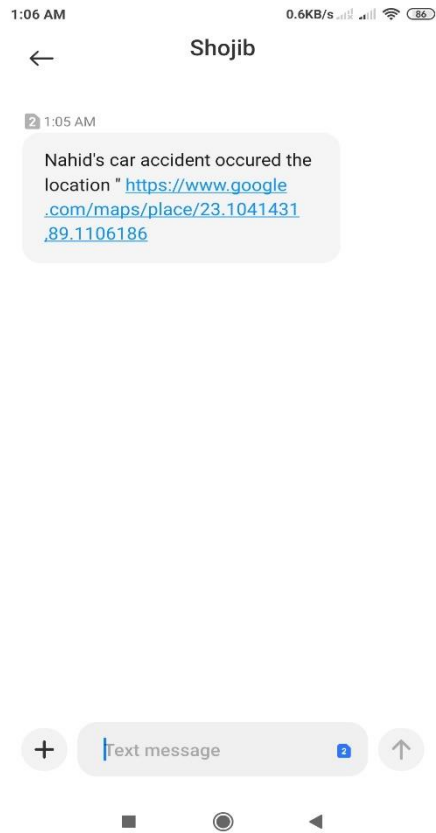 1:06 AM 0.6KB/s 86
Shojib
2 1:05 AM
Nahid's car accident occured the
location " https://www.google
.com/maps/place/23.1041431
,89.1106186
Text message 2